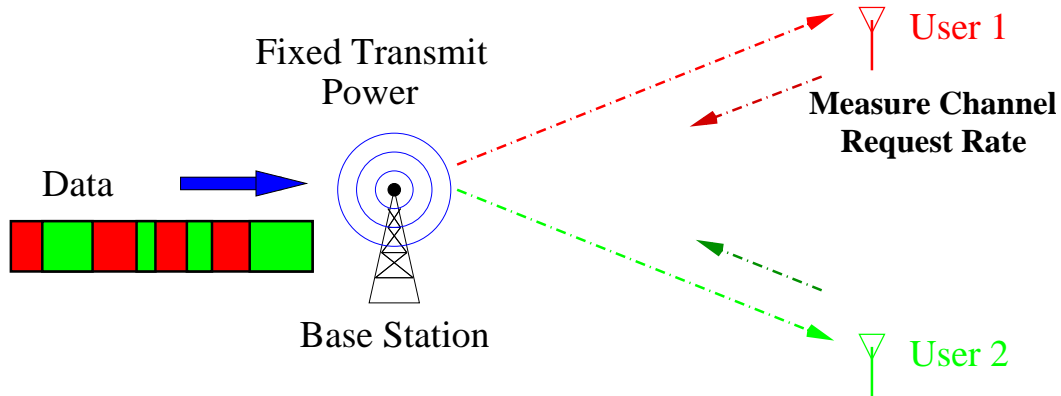 Fixed Transmit
Power
Data
Base Station
User 1
Measure Channel
Request Rate
User 2